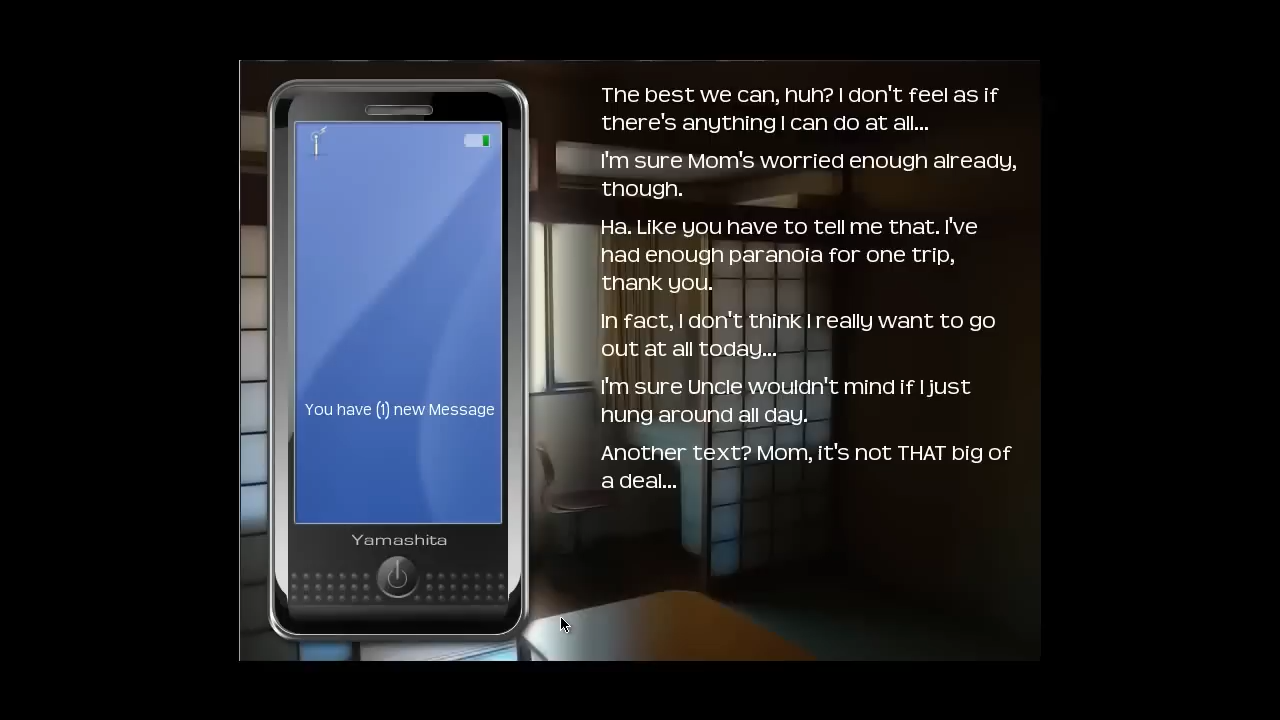 The best we can, huh? I don't feel as if
there's anything I can do at all...
I'm sure Mom's worried enough already,
though.
Ha. Like you have to tell me that. I've
had enough paranoia for one trip,
thank you.
In fact, I don't think I really want to go
out at all today...
I'm sure Uncle wouldn't mind if I just
hung around all day.
Another text? Mom, it's not THAT big of
a deal...
You have (1) new Message
Yamashita